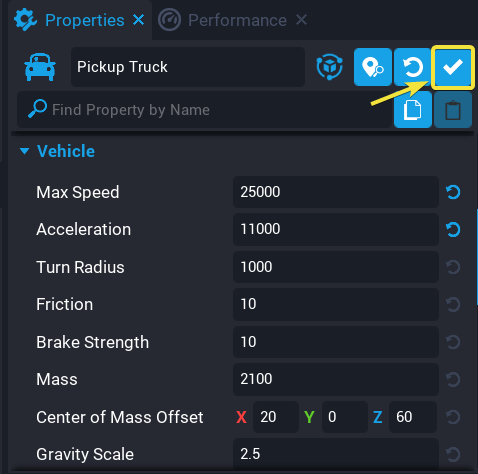 Properties Performance
Pickup Truck
Find Property by Name
Vehicle
Max Speed 25000
Acceleration 11000
Turn Radius 1000
Friction 10
Brake Strength 10
Mass 2100
Center of Mass Offset X 20 Y 0 Z 60
Gravity Scale 2.5